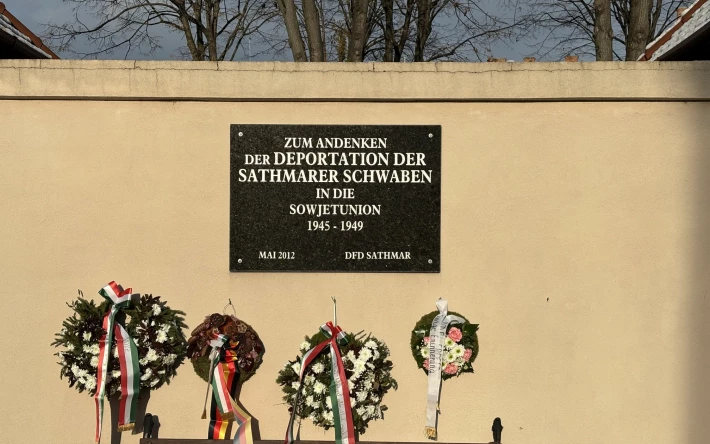 ZUM ANDENKEN
DER DEPORTATION DER
SATHMARER SCHWABEN
IN DIE
SOWJETUNION
1945 - 1949
MAI 2012 DFD SATHMAR